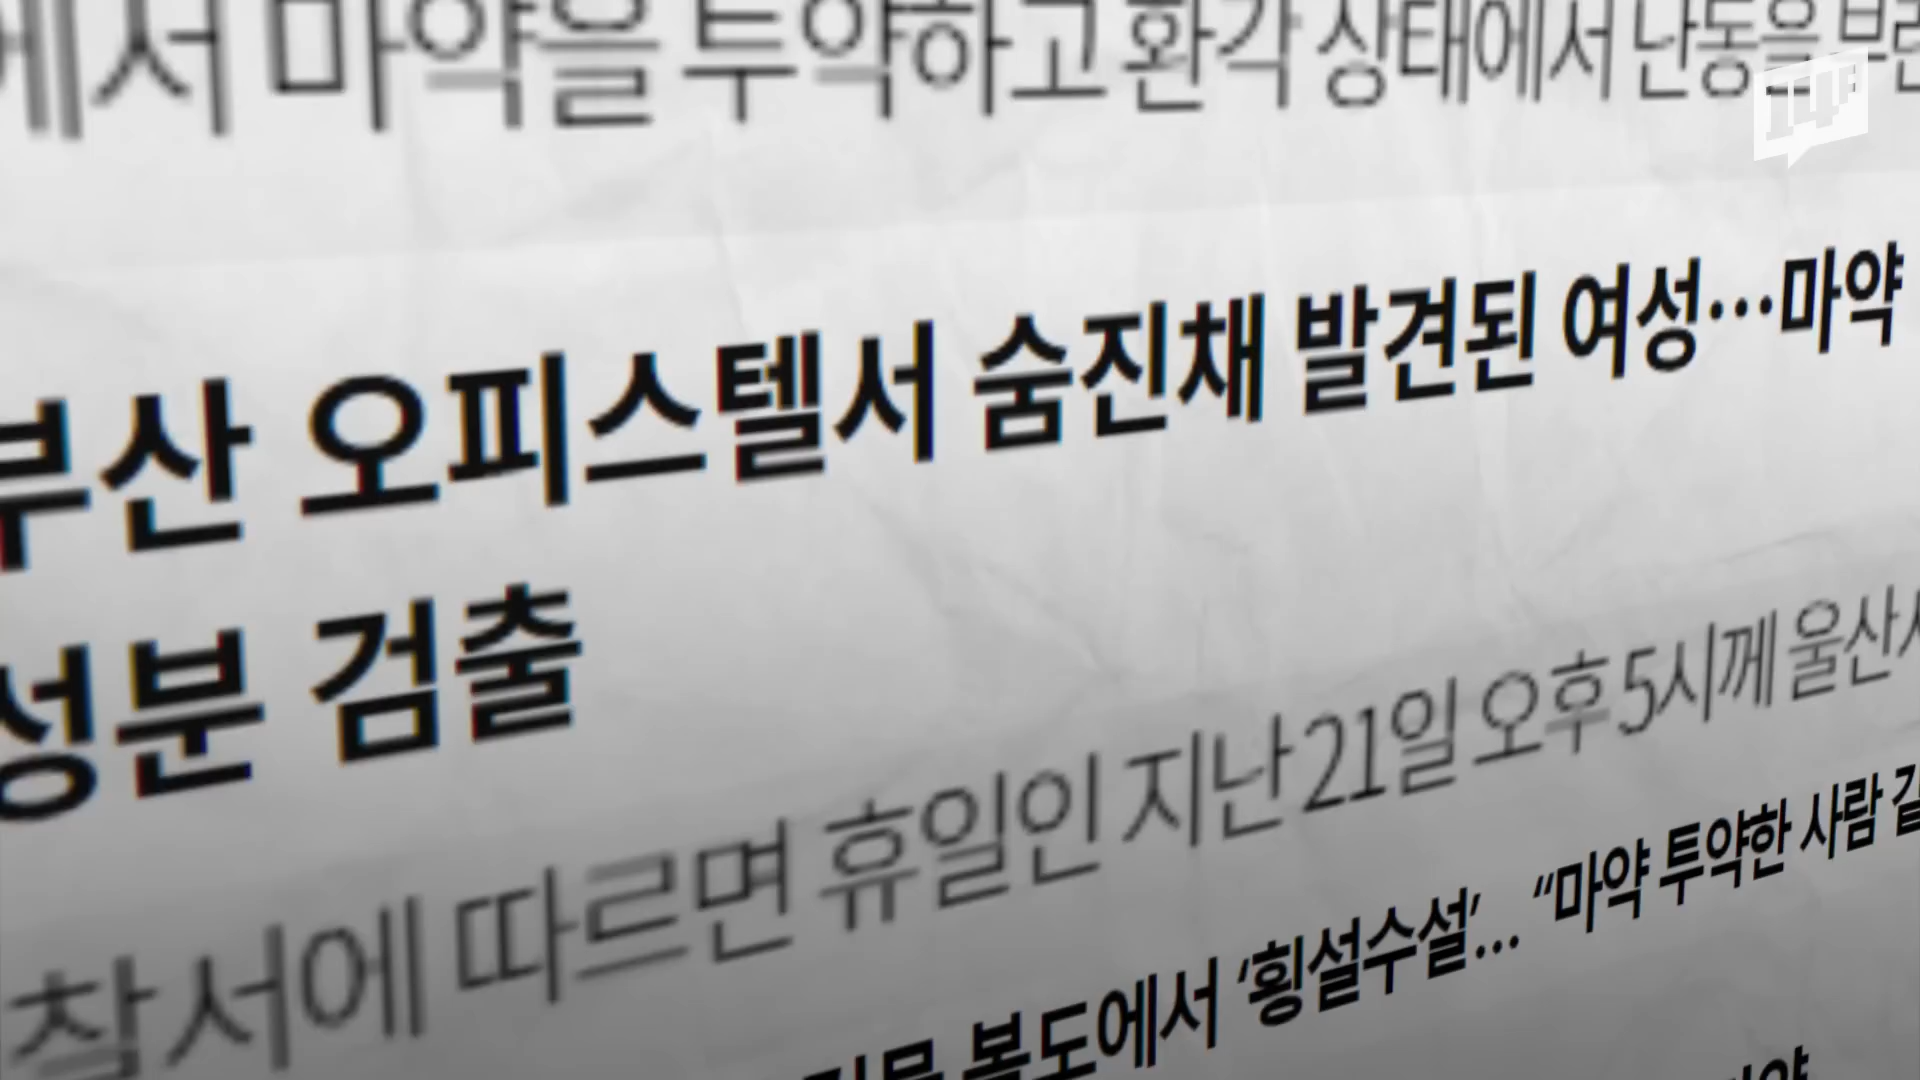 에서 마약을 투약하고 환각 상태에서 난동을 부린
부산 오피스텔서 숨진채 발견된 여성…마약
성분 검출
찰서에 따르면 휴일인 지난 21일 오후 5시께 울산
복도에서 ‘횡설수설’… “마약 투약한 사람 같
마약